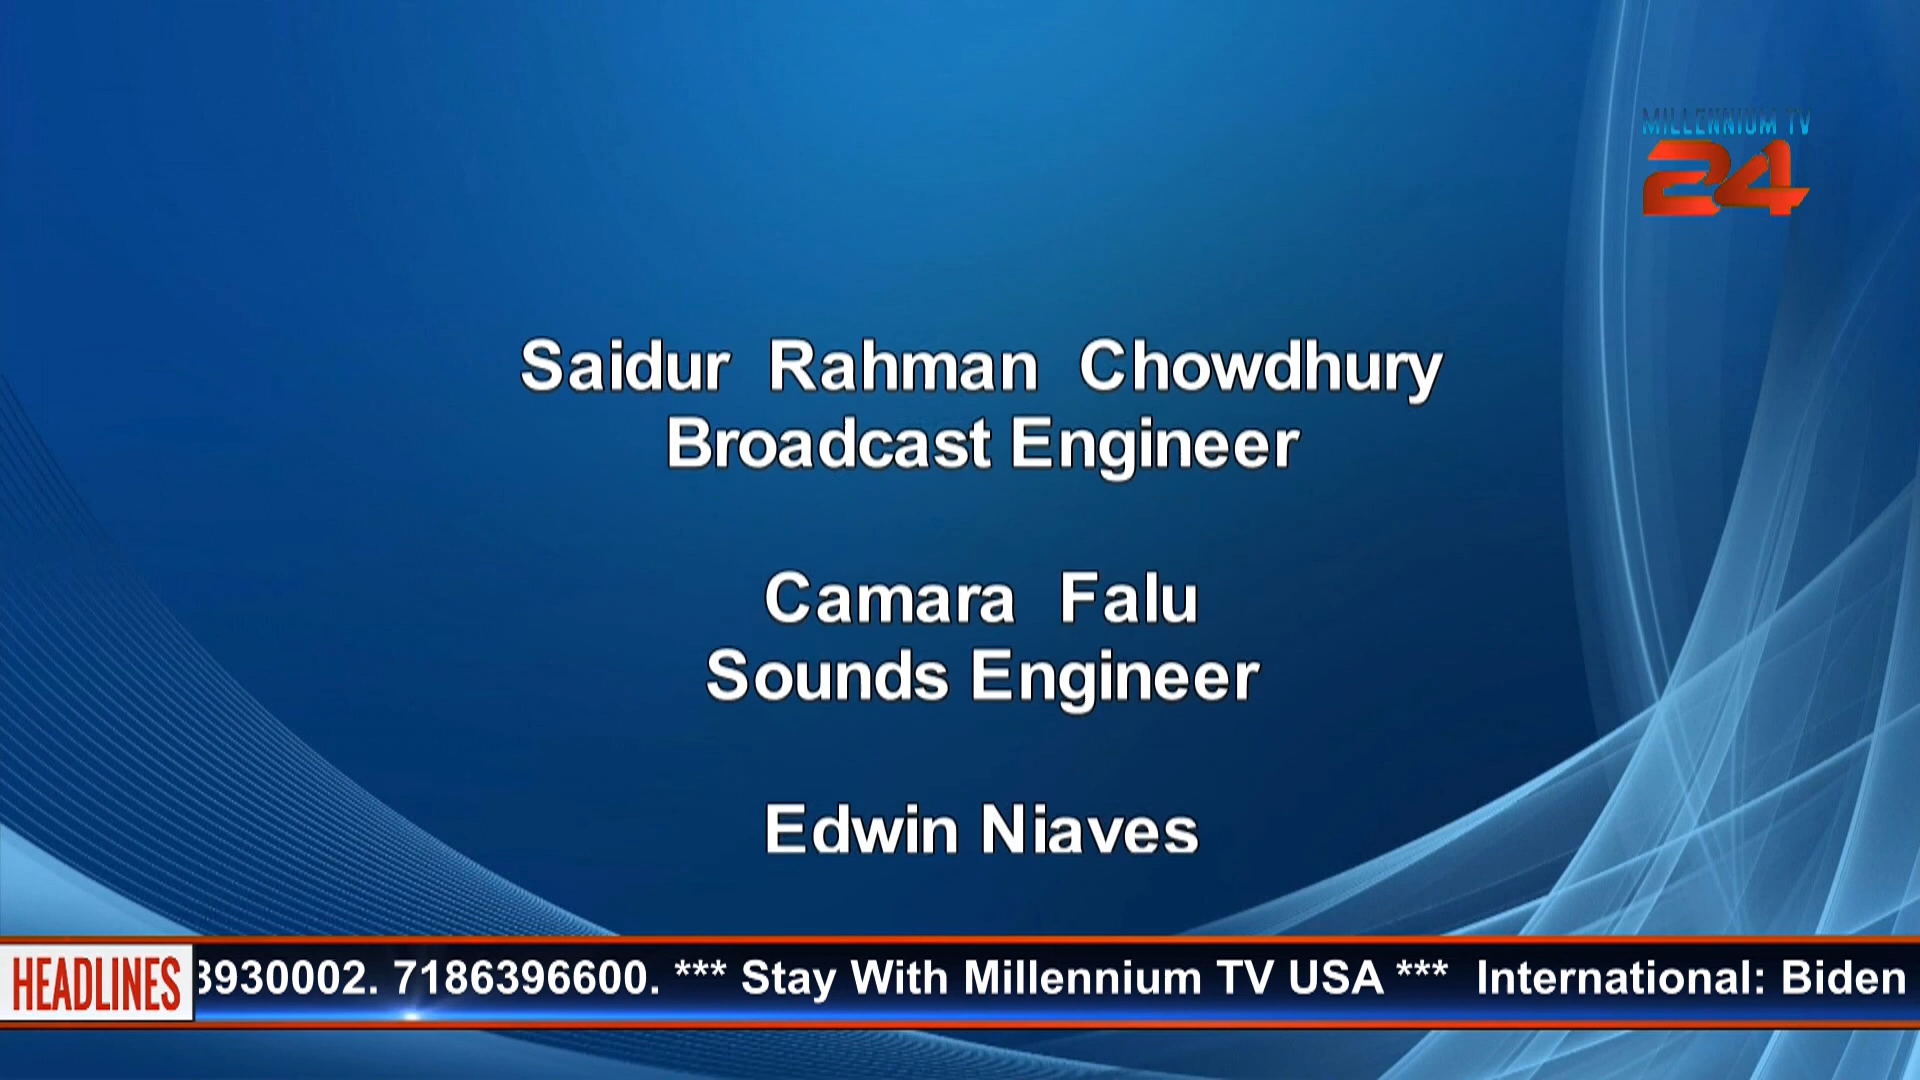 MILLENNIUM TV
24
Saidur Rahman Chowdhury
Broadcast Engineer
Camara Falu
Sounds Engineer
Edwin Niaves
HEADLINES
3930002. 7186396600. *** Stay With Millennium TV USA *** International: Biden